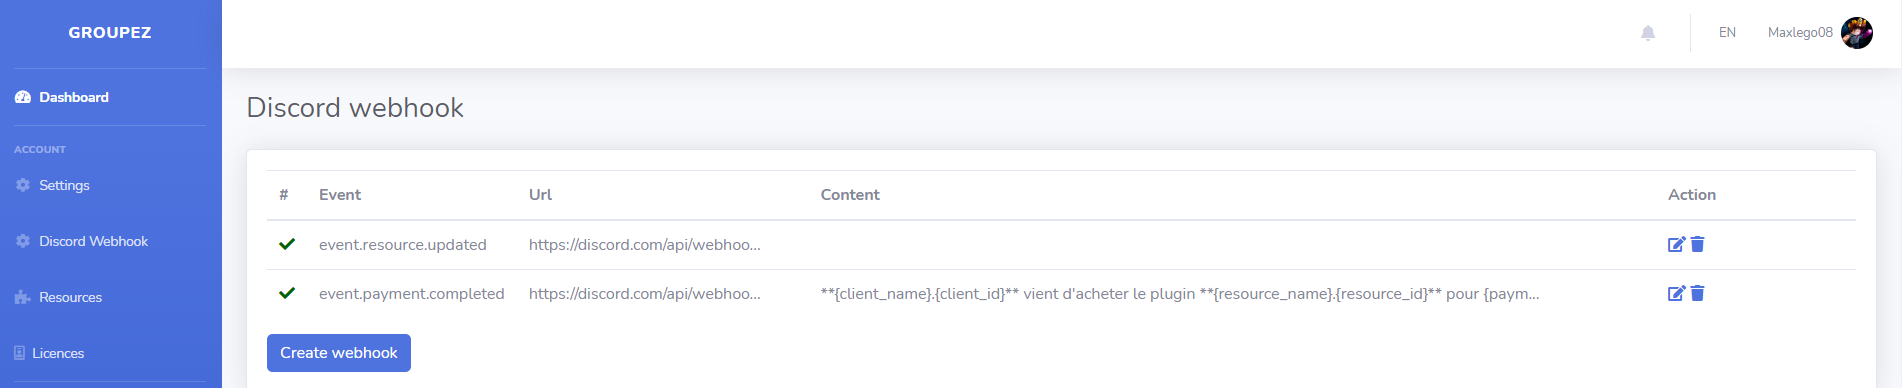 GROUPEZ
EN
Maxlego08
Dashboard
ACCOUNT
Settings
Discord Webhook
Resources
Licences
Discord webhook
# Event Url Content Action
event.resource.updated https://discord.com/api/webhoo...
event.payment.completed https://discord.com/api/webhoo... **{client_name}.{client_id}** vient d'acheter le plugin **{resource_name}.{resource_id}** pour {paym...
Create webhook